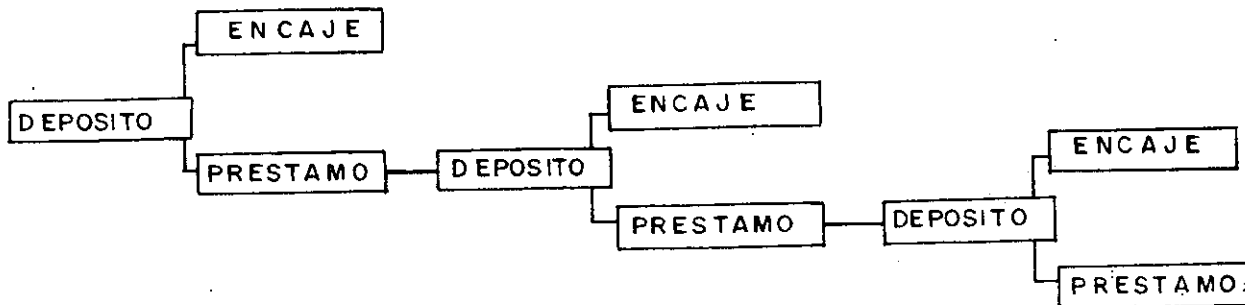 ENCAJE
DEPOSITO
PRESTAMO
ENCAJE
DEPOSITO
PRESTAMO
ENCAJE
DEPOSITO
PRESTAMO